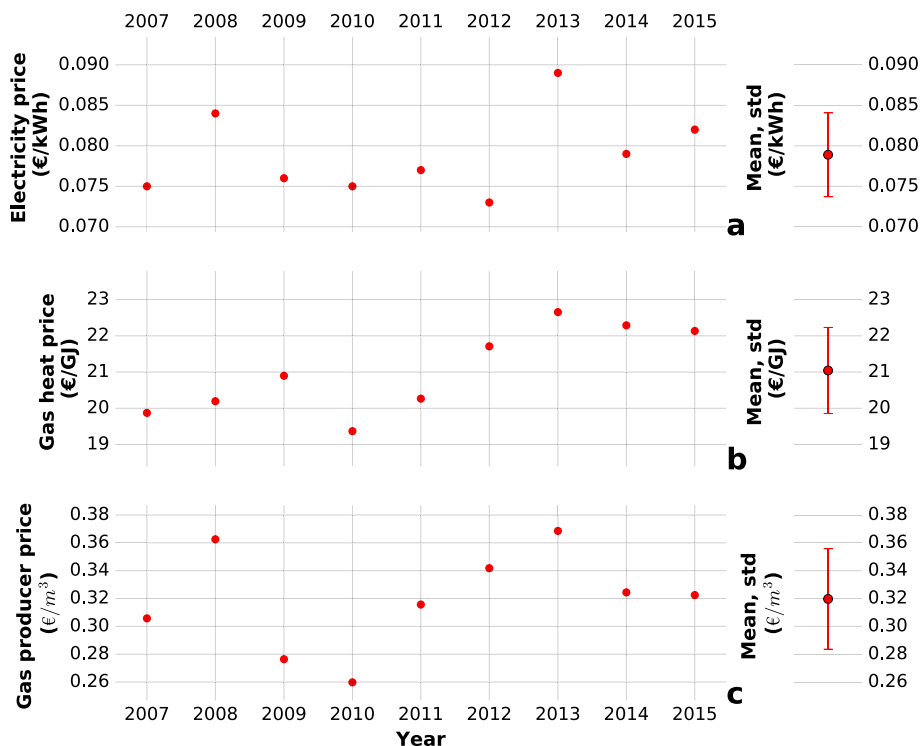 2007 2008 2009 2010 2011 2012 2013 2014 2015
Electricity price
(€/kWh)
0.090
0.085
0.080
0.075
0.070
a
Mean, std
(€/kWh)
0.090
0.085
0.080
0.075
0.070
Gas heat price
(€/GJ)
23
22
21
20
19
b
Mean, std
(€/GJ)
23
22
21
20
19
Gas producer price
(€/m³)
0.38
0.36
0.34
0.32
0.30
0.28
0.26
c
Mean, std
(€/m³)
0.38
0.36
0.34
0.32
0.30
0.28
0.26
2007 2008 2009 2010 2011 2012 2013 2014 2015
Year